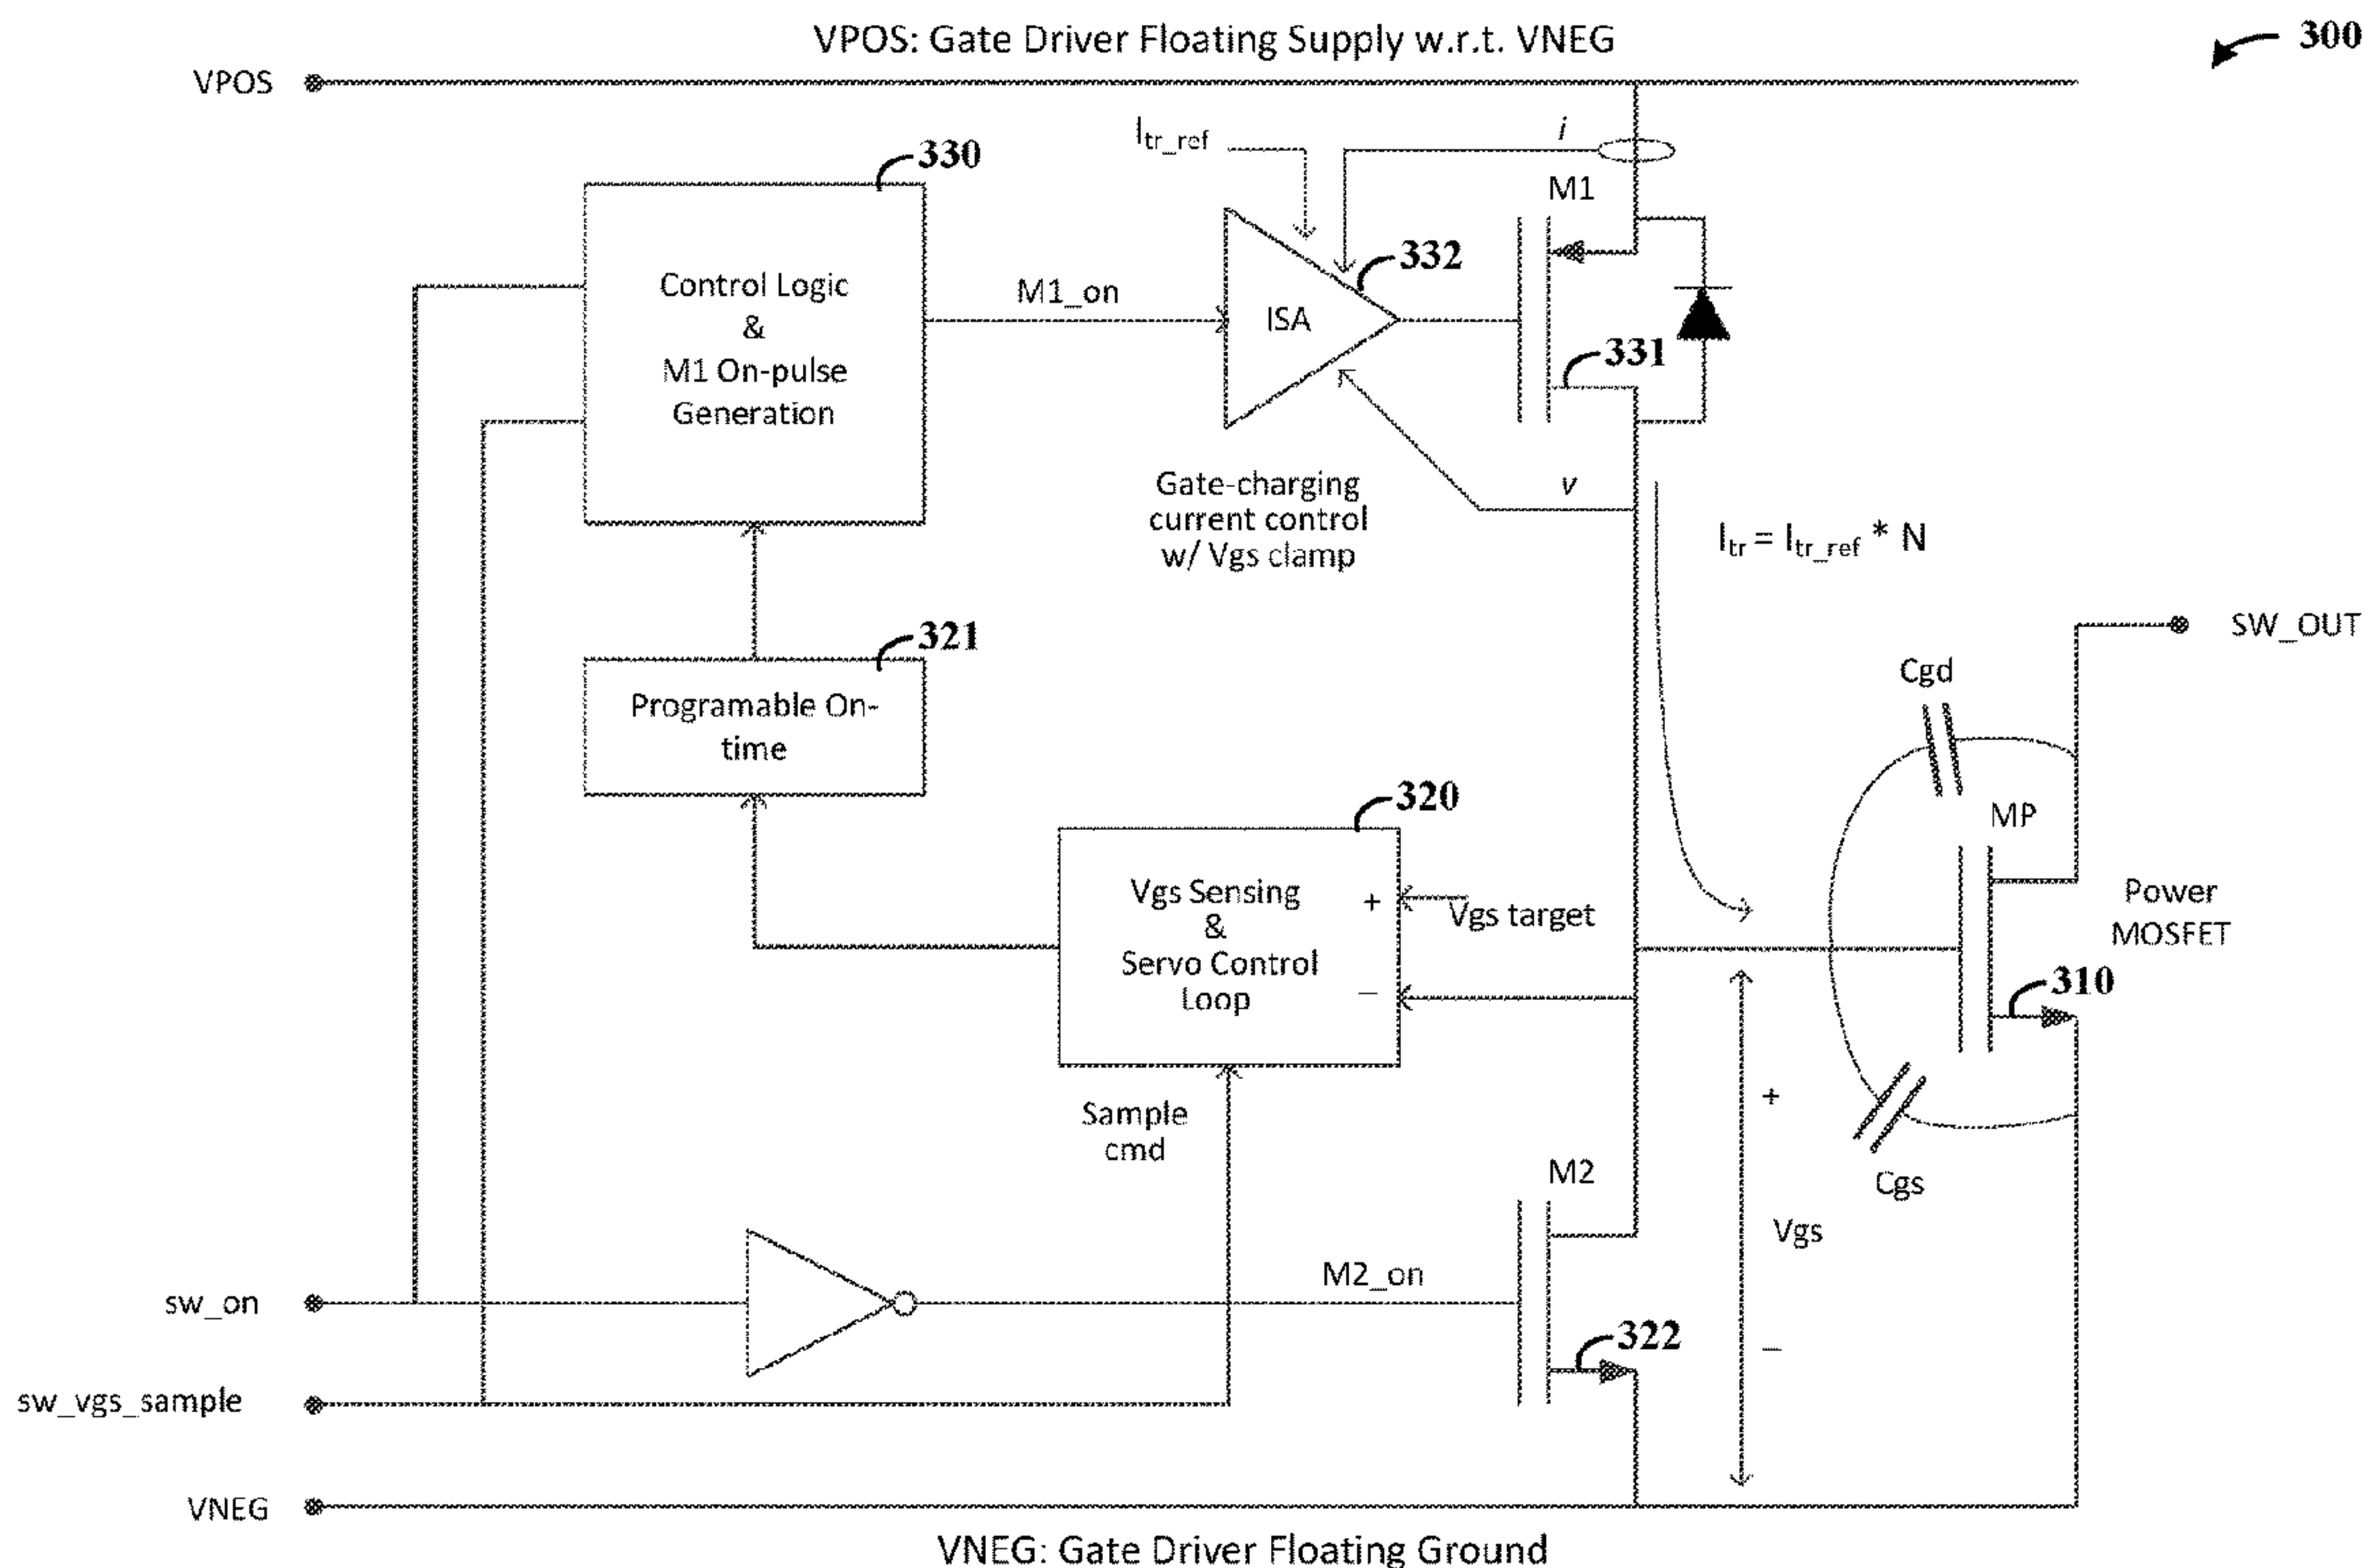 VPOS: Gate Driver Floating Supply w.r.t. VNEG
300
VPOS
I_tr_ref
i
330
M1
Control Logic
&
M1 On-pulse
Generation
M1_on
332
ISA
331
Gate-charging
current control
w/ Vgs clamp
v
I_tr = I_tr_ref * N
321
SW_OUT
Programable On-
time
Cgd
320
MP
Vgs Sensing
&
Servo Control
Loop
+
−
Vgs target
Power
MOSFET
310
Sample
cmd
+
M2
Cgs
Vgs
M2_on
sw_on
322
−
sw_vgs_sample
VNEG
VNEG: Gate Driver Floating Ground